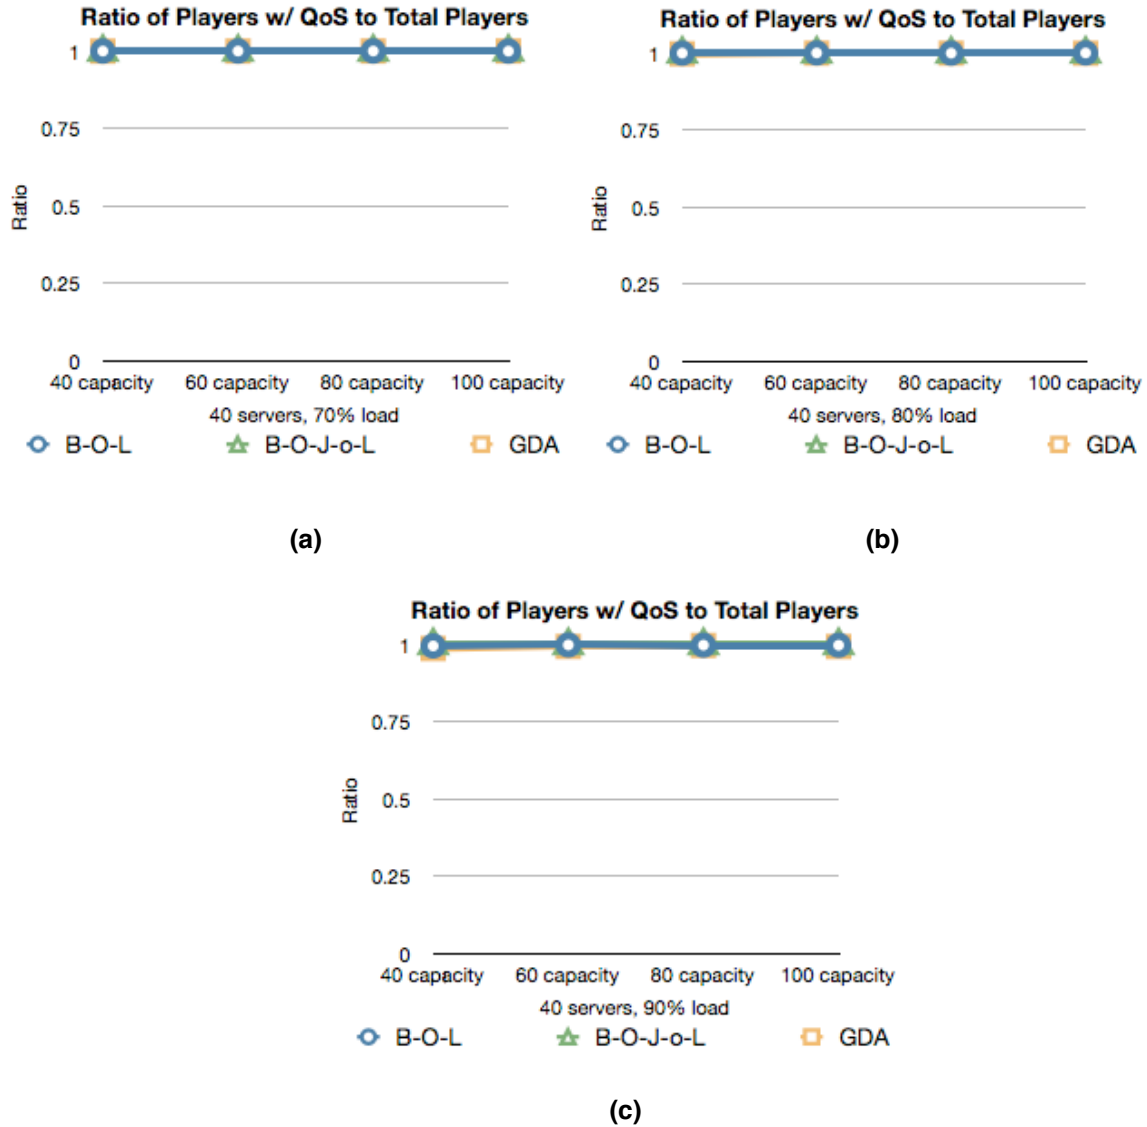 Ratio of Players w/ QoS to Total Players
1
0.75
0.5
0.25
0
Ratio
40 capacity 60 capacity 80 capacity 100 capacity
40 servers, 70% load
B-O-L B-O-J-o-L GDA
(a)
Ratio of Players w/ QoS to Total Players
1
0.75
0.5
0.25
0
Ratio
40 capacity 60 capacity 80 capacity 100 capacity
40 servers, 80% load
B-O-L B-O-J-o-L GDA
(b)
Ratio of Players w/ QoS to Total Players
1
0.75
0.5
0.25
0
Ratio
40 capacity 60 capacity 80 capacity 100 capacity
40 servers, 90% load
B-O-L B-O-J-o-L GDA
(c)